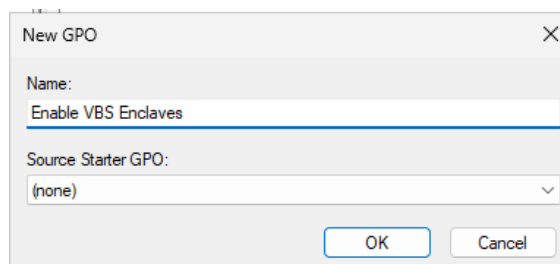 New GPO
Name:
Enable VBS Enclaves
Source Starter GPO:
(none)
OK
Cancel